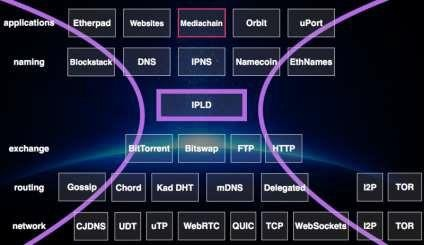 applications Etherpad Websites Mediachain Orbit uPort
naming Blockstack DNS IPNS Namecoin EthNames
IPLD
exchange BitTorrent Bitswap FTP HTTP
routing Gossip Chord Kad DHT mDNS Delegated I2P TOR
network CJDNS UDT uTP WebRTC QUIC TCP WebSockets I2P TOR